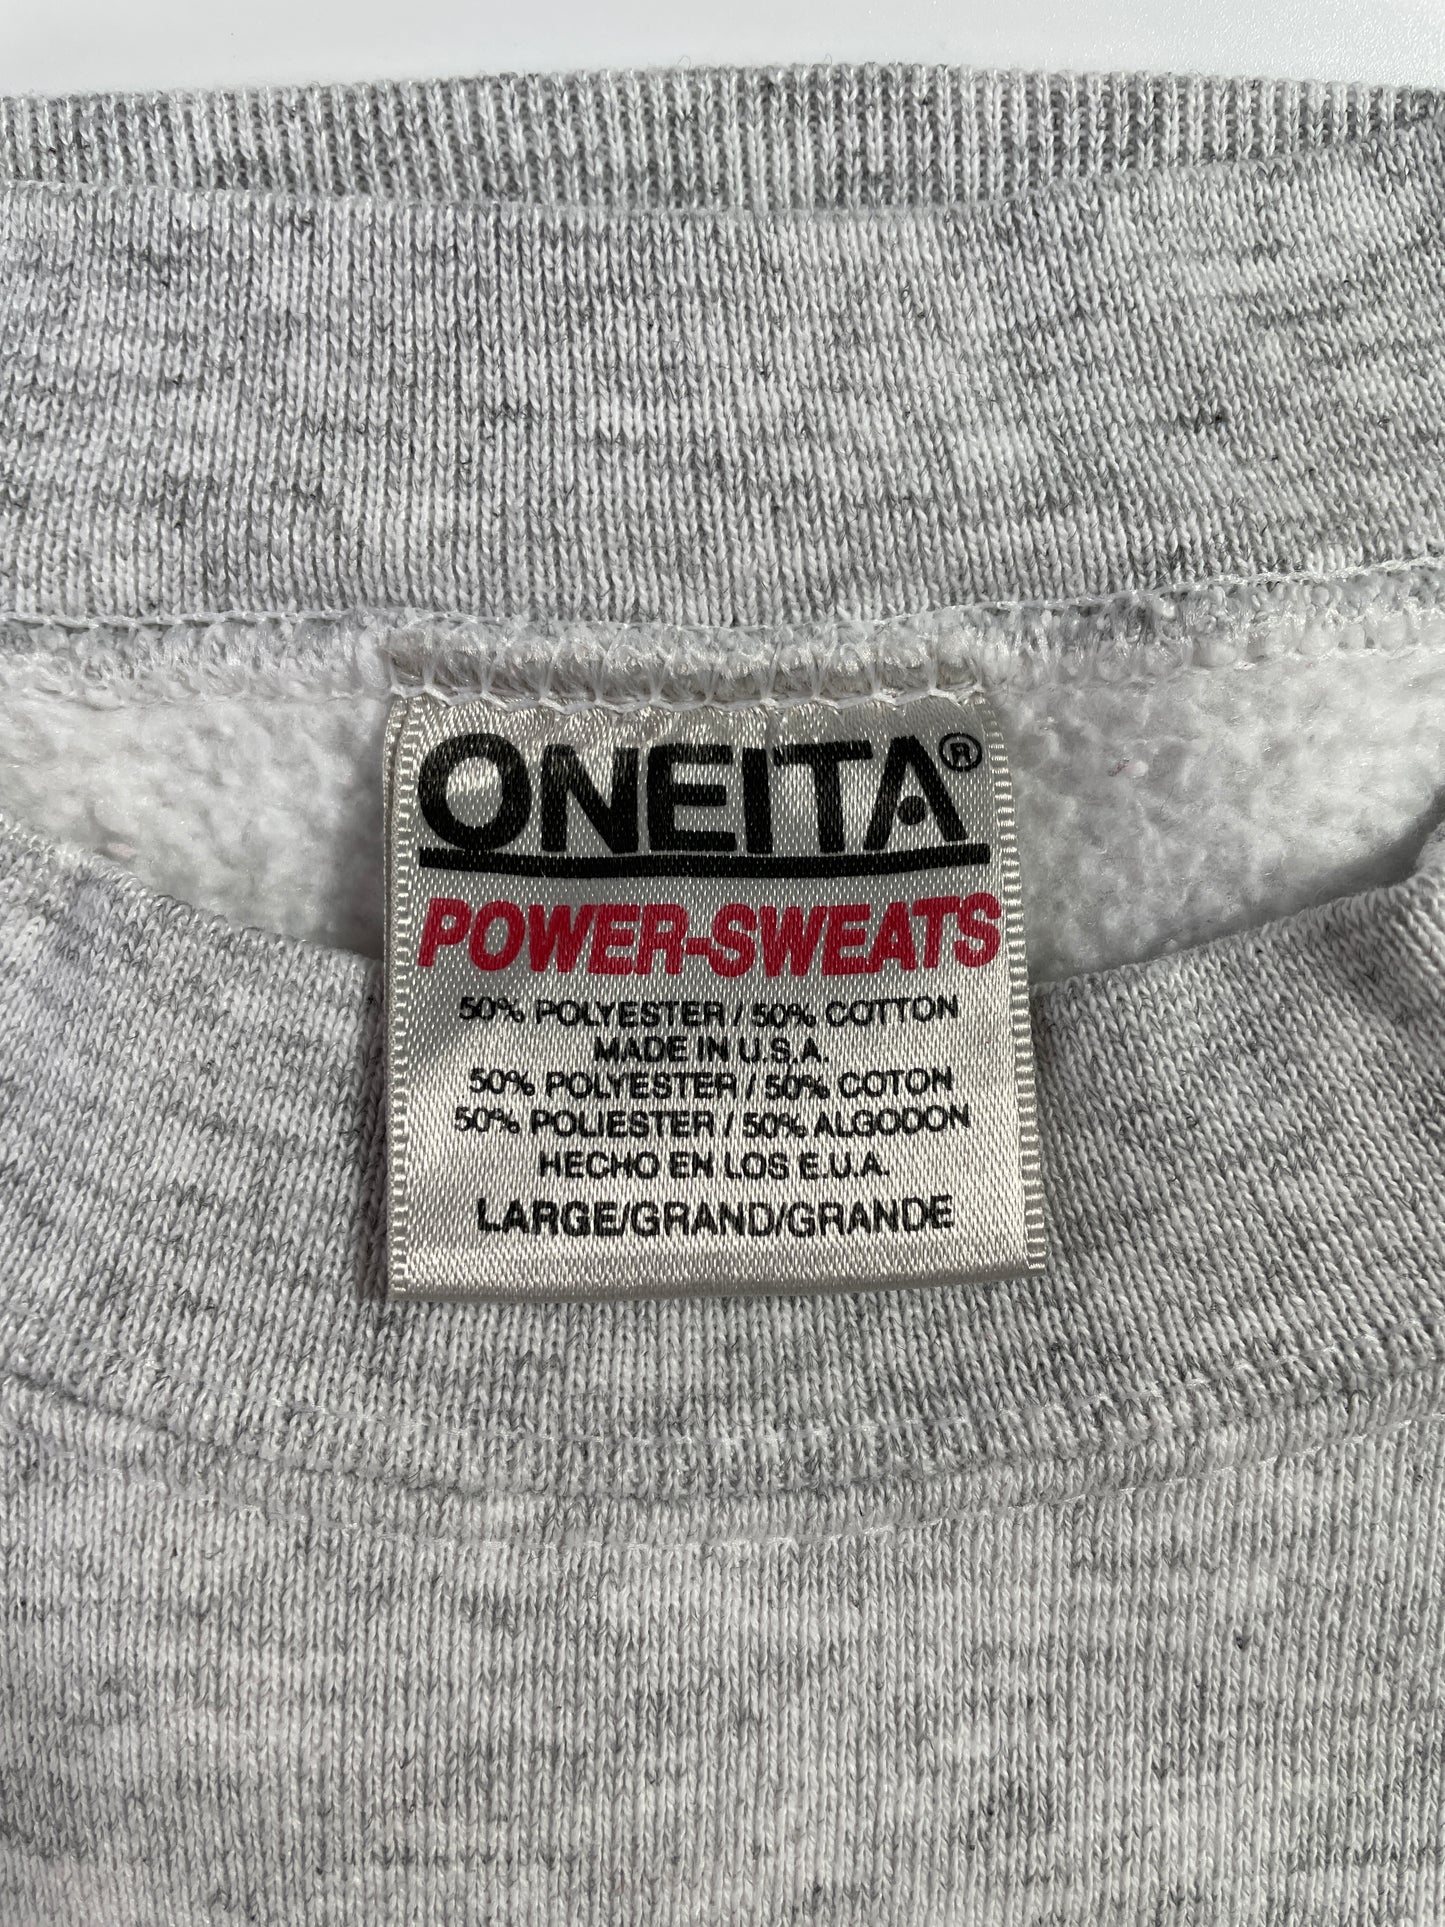 ONEITA®
POWER-SWEATS
50% POLYESTER / 50% COTTON
MADE IN U.S.A.
50% POLYESTER / 50% COTON
50% POLIESTER / 50% ALGODON
HECHO EN LOS E.U.A.
LARGE/GRAND/GRANDE